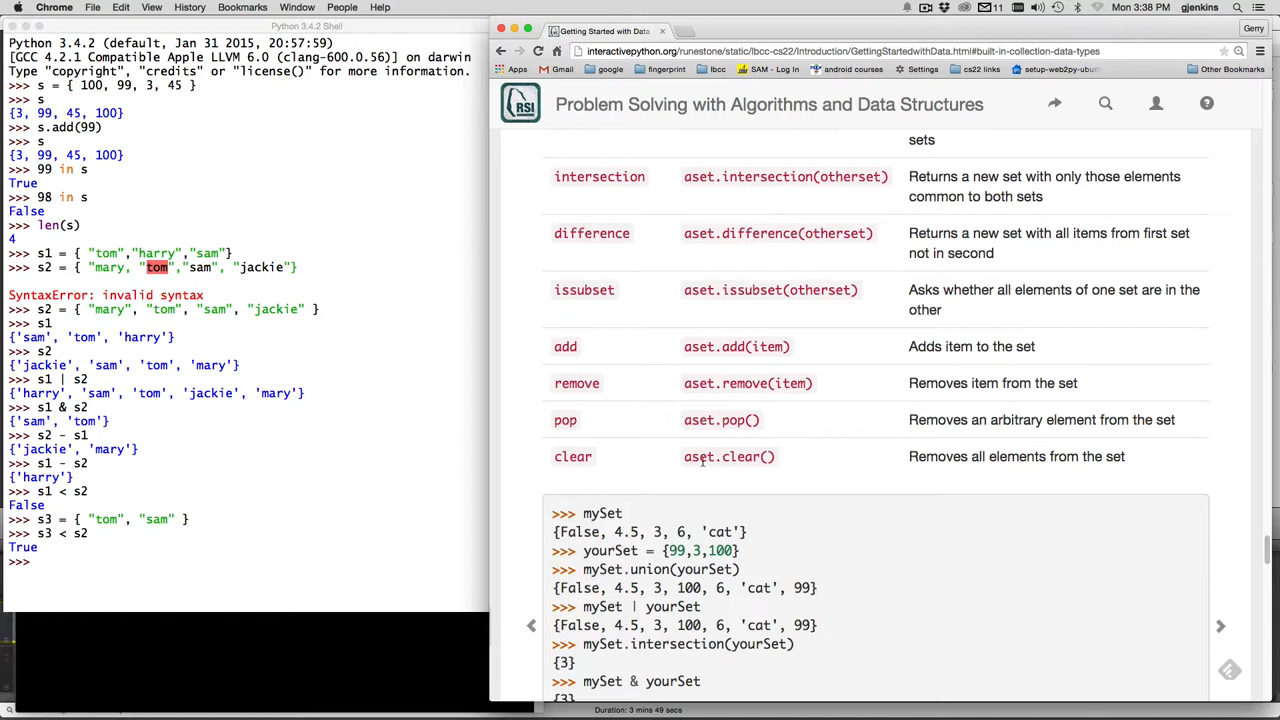 Chrome File Edit View History Bookmarks Window People Help
11 Mon 3:38 PM gjenkins
Python 3.4.2 Shell
Python 3.4.2 (default, Jan 31 2015, 20:57:59)
[GCC 4.2.1 Compatible Apple LLVM 6.0 (clang-600.0.56)] on darwin
Type "copyright", "credits" or "license()" for more information.
>>> s = { 100, 99, 3, 45 }
>>> s
{3, 99, 45, 100}
>>> s.add(99)
>>> s
{3, 99, 45, 100}
>>> 99 in s
True
>>> 98 in s
False
>>> len(s)
4
>>> s1 = { "tom","harry","sam"}
>>> s2 = { "mary, "tom","sam", "jackie"}
SyntaxError: invalid syntax
>>> s2 = { "mary", "tom", "sam", "jackie" }
>>> s1
{'sam', 'tom', 'harry'}
>>> s2
{'jackie', 'sam', 'tom', 'mary'}
>>> s1 | s2
{'harry', 'sam', 'tom', 'jackie', 'mary'}
>>> s1 & s2
{'sam', 'tom'}
>>> s2 - s1
{'jackie', 'mary'}
>>> s1 - s2
{'harry'}
>>> s1 < s2
False
>>> s3 = { "tom", "sam" }
>>> s3 < s2
True
>>>
Getting Started with Data
Gerry
interactivepython.org/runestone/static/lbcc-cs22/Introduction/GettingStartedwithData.html#built-in-collection-data-types
Apps Gmail google fingerprint lbcc SAM - Log In android courses Settings cs22 links setup-web2py-ubun Other Bookmarks
RSI Problem Solving with Algorithms and Data Structures
sets
intersection aset.intersection(otherset) Returns a new set with only those elements
common to both sets
difference aset.difference(otherset) Returns a new set with all items from first set
not in second
issubset aset.issubset(otherset) Asks whether all elements of one set are in the
other
add aset.add(item) Adds item to the set
remove aset.remove(item) Removes item from the set
pop aset.pop() Removes an arbitrary element from the set
clear aset.clear() Removes all elements from the set
>>> mySet
{False, 4.5, 3, 6, 'cat'}
>>> yourSet = {99,3,100}
>>> mySet.union(yourSet)
{False, 4.5, 3, 100, 6, 'cat', 99}
>>> mySet | yourSet
{False, 4.5, 3, 100, 6, 'cat', 99}
>>> mySet.intersection(yourSet)
{3}
>>> mySet & yourSet
{3}
Duration: 3 mins 49 secs